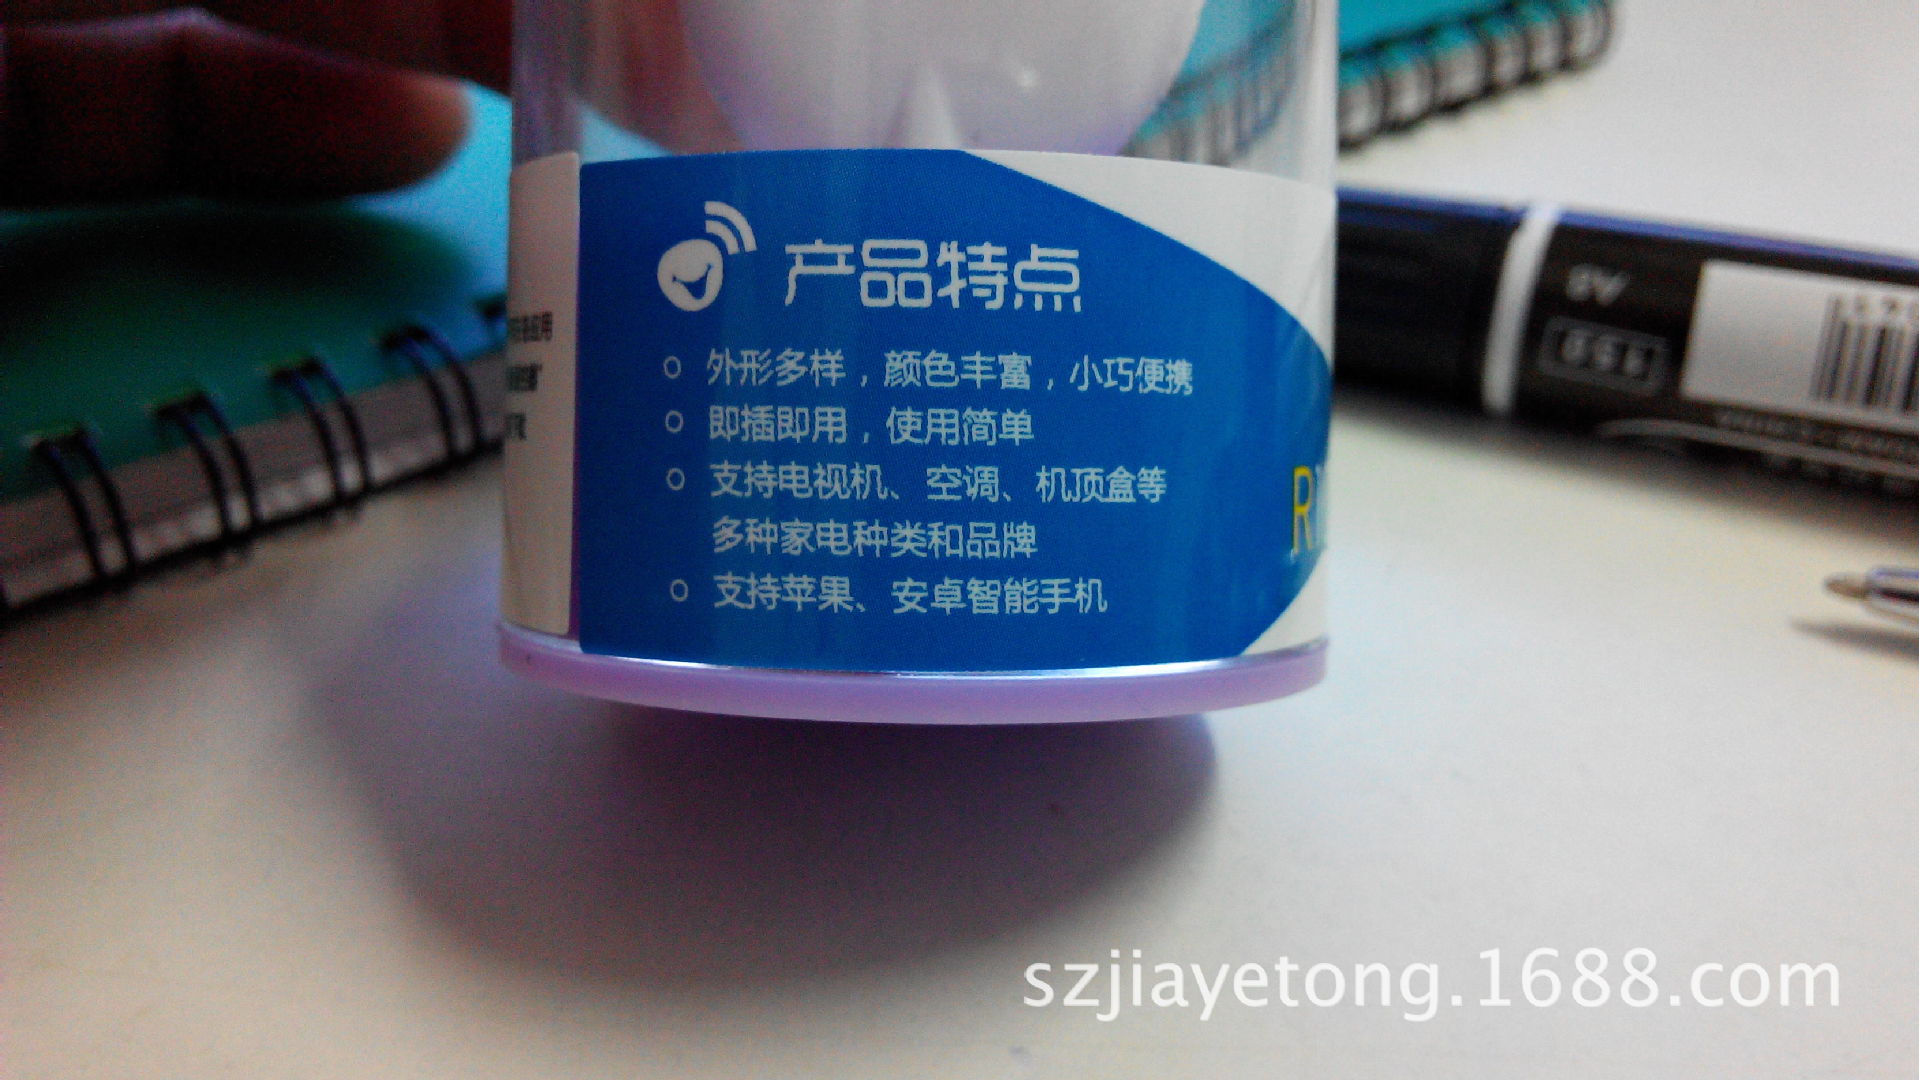 产品特点
外形多样，颜色丰富，小巧便携
即插即用，使用简单
支持电视机、空调、机顶盒等
多种家电种类和品牌
支持苹果、安卓智能手机
szjiayetong.1688.com